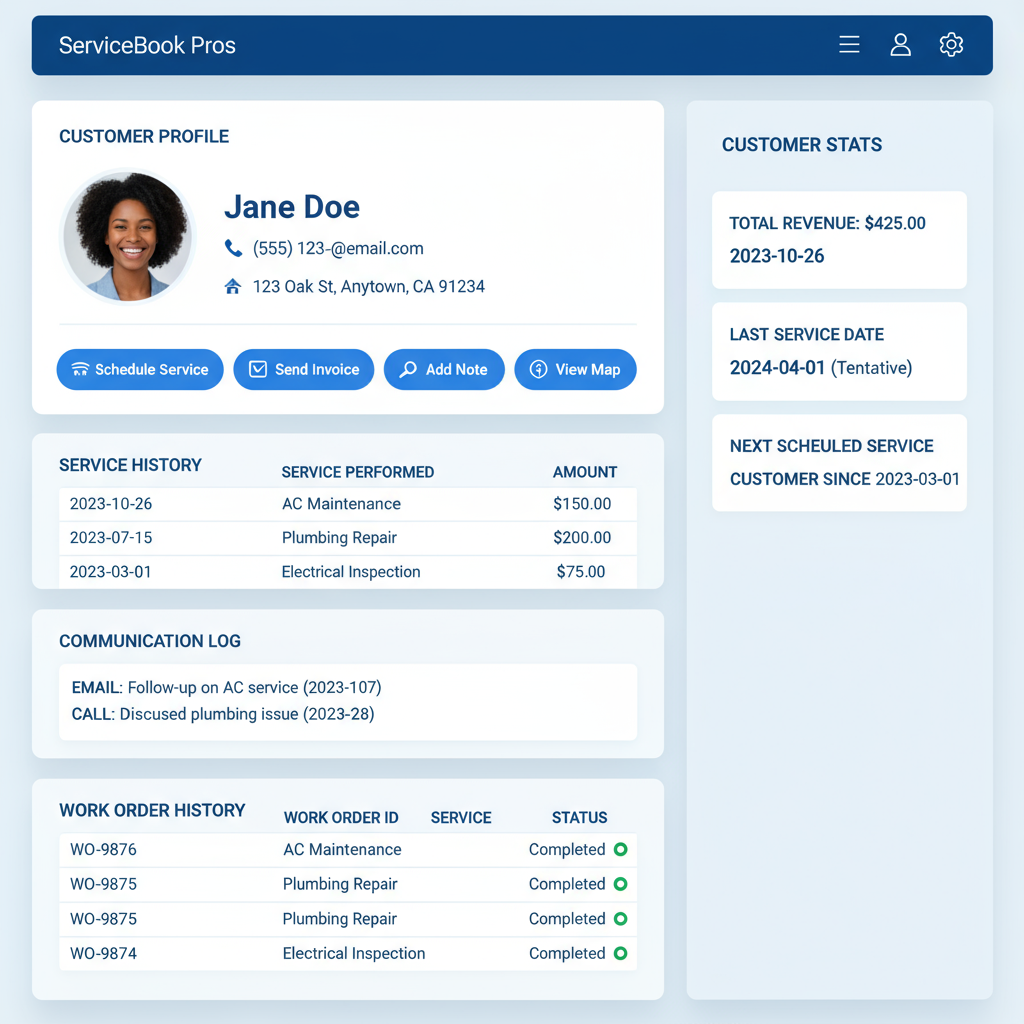 ServiceBook Pros
CUSTOMER PROFILE
Jane Doe
(555) 123-@email.com
123 Oak St, Anytown, CA 91234
Schedule Service
Send Invoice
Add Note
View Map
SERVICE HISTORY SERVICE PERFORMED AMOUNT
2023-10-26 AC Maintenance $150.00
2023-07-15 Plumbing Repair $200.00
2023-03-01 Electrical Inspection $75.00
COMMUNICATION LOG
EMAIL: Follow-up on AC service (2023-107)
CALL: Discused plumbing issue (2023-28)
WORK ORDER HISTORY WORK ORDER ID SERVICE STATUS
WO-9876 AC Maintenance Completed
WO-9875 Plumbing Repair Completed
WO-9875 Plumbing Repair Completed
WO-9874 Electrical Inspection Completed
CUSTOMER STATS
TOTAL REVENUE: $425.00
2023-10-26
LAST SERVICE DATE
2024-04-01 (Tentative)
NEXT SCHEULED SERVICE
CUSTOMER SINCE 2023-03-01